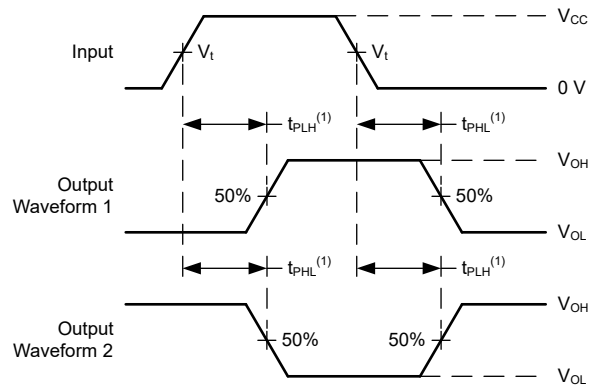 V_CC
Input
V_t
V_t
0 V
t_PLH^(1)
t_PHL^(1)
V_OH
Output
Waveform 1
50%
50%
V_OL
t_PHL^(1)
t_PLH^(1)
V_OH
Output
Waveform 2
50%
50%
V_OL